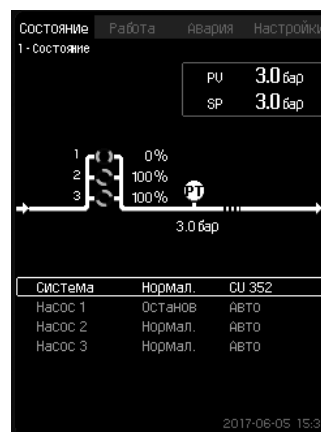 Состояние Работа Авария Настройки
1 - Состояние
PV 3.0 бар
SP 3.0 бар
1 0%
2 100%
3 100%
PT
3.0 бар
Система Нормал. CU 352
Насос 1 Останов Авто
Насос 2 Нормал. Авто
Насос 3 Нормал. Авто
2017-06-05 15:3